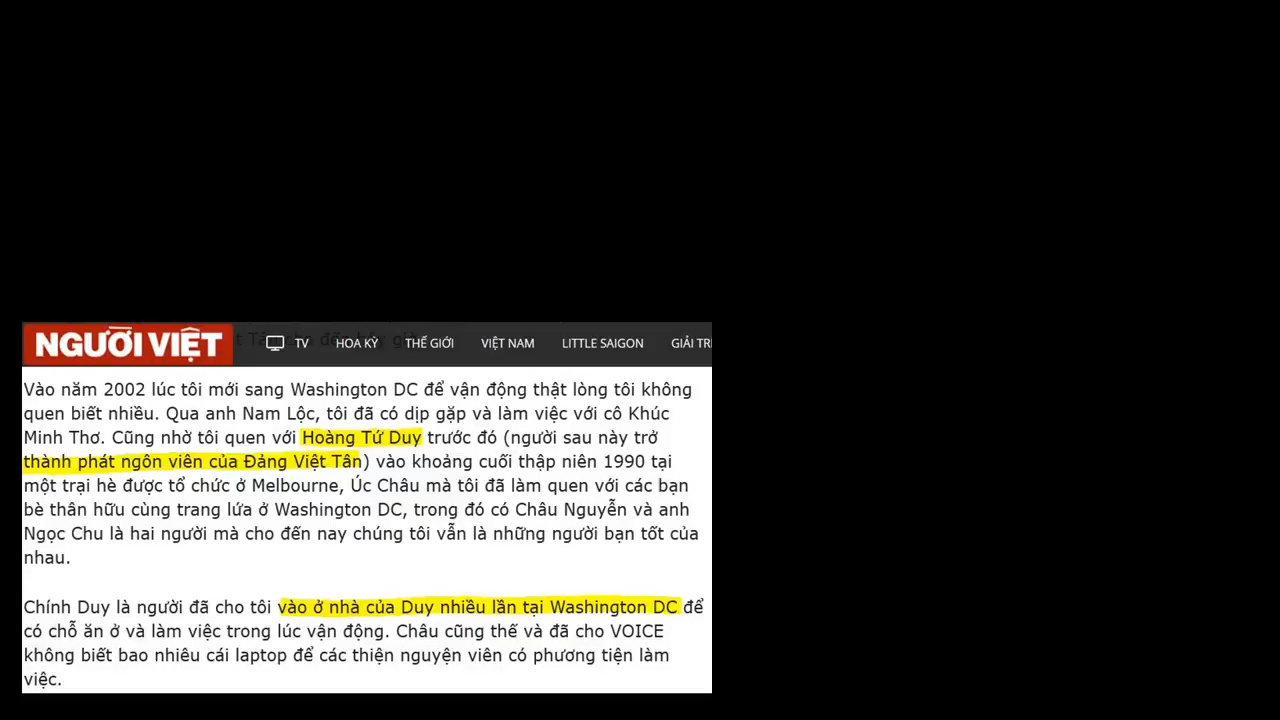 NGƯỜI VIỆT TV HOA KỲ THẾ GIỚI VIỆT NAM LITTLE SAIGON GIẢI TRÍ
Vào năm 2002 lúc tôi mới sang Washington DC để vận động thật lòng tôi không
quen biết nhiều. Qua anh Nam Lộc, tôi đã có dịp gặp và làm việc với cô Khúc
Minh Thơ. Cũng nhờ tôi quen với Hoàng Tứ Duy trước đó (người sau này trở
thành phát ngôn viên của Đảng Việt Tân) vào khoảng cuối thập niên 1990 tại
một trại hè được tổ chức ở Melbourne, Úc Châu mà tôi đã làm quen với các bạn
bè thân hữu cùng trang lứa ở Washington DC, trong đó có Châu Nguyễn và anh
Ngọc Chu là hai người mà cho đến nay chúng tôi vẫn là những người bạn tốt của
nhau.
Chính Duy là người đã cho tôi vào ở nhà của Duy nhiều lần tại Washington DC để
có chỗ ăn ở và làm việc trong lúc vận động. Châu cũng thế và đã cho VOICE
không biết bao nhiêu cái laptop để các thiện nguyện viên có phương tiện làm
việc.